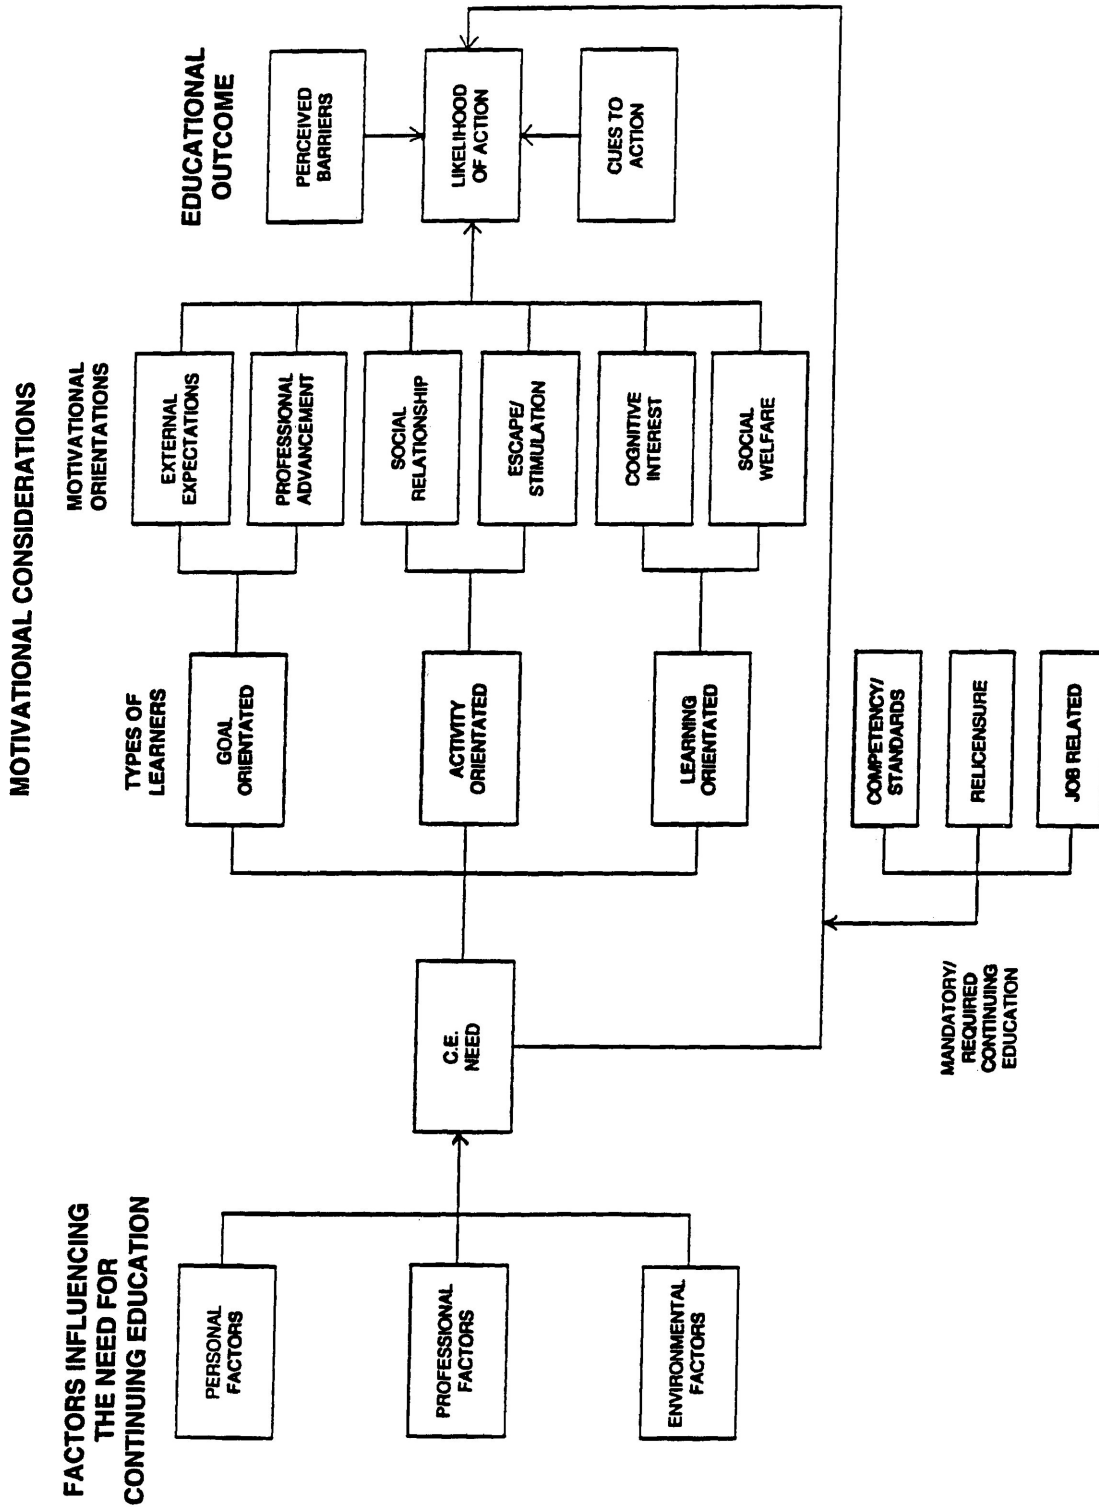 MOTIVATIONAL CONSIDERATIONS
FACTORS INFLUENCING
THE NEED FOR
CONTINUING EDUCATION
PERSONAL
FACTORS
PROFESSIONAL
FACTORS
ENVIRONMENTAL
FACTORS
C.E.
NEED
TYPES OF
LEARNERS
GOAL
ORIENTATED
ACTIVITY
ORIENTATED
LEARNING
ORIENTATED
MOTIVATIONAL
ORIENTATIONS
EXTERNAL
EXPECTATIONS
PROFESSIONAL
ADVANCEMENT
SOCIAL
RELATIONSHIP
ESCAPE/
STIMULATION
COGNITIVE
INTEREST
SOCIAL
WELFARE
EDUCATIONAL
OUTCOME
PERCEIVED
BARRIERS
LIKELIHOOD
OF ACTION
CUES TO
ACTION
MANDATORY/
REQUIRED
CONTINUING
EDUCATION
COMPETENCY/
STANDARDS
RELICENSURE
JOB RELATED